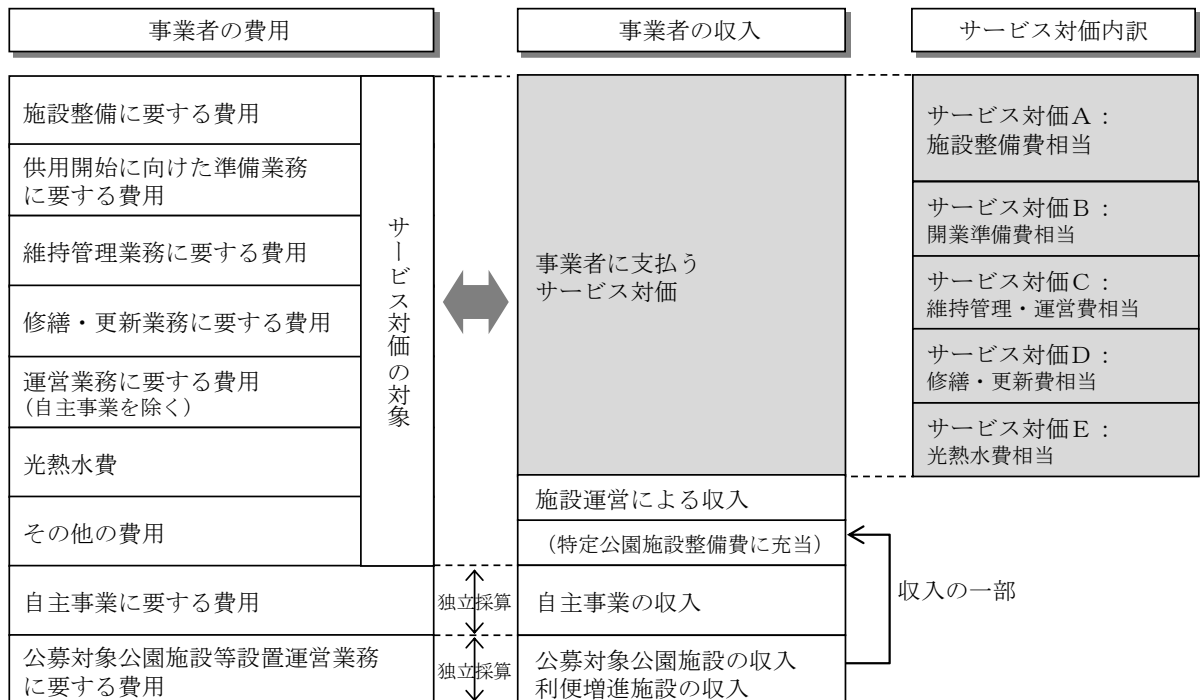 事業者の費用
事業者の収入
サービス対価内訳
施設整備に要する費用
供用開始に向けた準備業務
に要する費用
維持管理業務に要する費用
修繕・更新業務に要する費用
運営業務に要する費用
(自主事業を除く)
光熱水費
その他の費用
サービス対価の対象
自主事業に要する費用
公募対象公園施設等設置運営業務
に要する費用
独立採算
独立採算
事業者に支払う
サービス対価
施設運営による収入
(特定公園施設整備費に充当)
自主事業の収入
公募対象公園施設の収入
利便増進施設の収入
収入の一部
サービス対価A:
施設整備費相当
サービス対価B:
開業準備費相当
サービス対価C:
維持管理・運営費相当
サービス対価D:
修繕・更新費相当
サービス対価E:
光熱水費相当